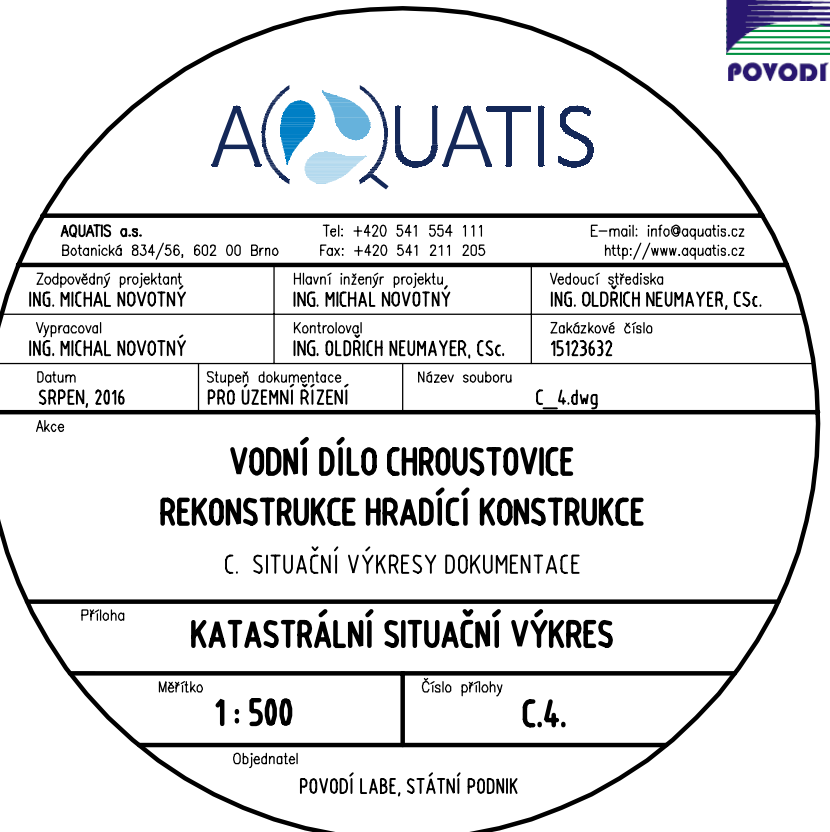 POVODÍ
AQUATIS
AQUATIS a.s. Tel: +420 541 554 111 E-mail: info@aquatis.cz
Botanická 834/56, 602 00 Brno Fax: +420 541 211 205 http://www.aquatis.cz
Zodpovědný projektant Hlavní inženýr projektu Vedoucí střediska
ING. MICHAL NOVOTNÝ ING. MICHAL NOVOTNÝ ING. OLDŘICH NEUMAYER, CSc.
Vypracoval Kontroloval Zakázkové číslo
ING. MICHAL NOVOTNÝ ING. OLDŘICH NEUMAYER, CSc. 15123632
Datum Stupeň dokumentace Název souboru
SRPEN, 2016 PRO ÚZEMNÍ ŘÍZENÍ C_4.dwg
Akce
VODNÍ DÍLO CHROUSTOVICE
REKONSTRUKCE HRADÍCÍ KONSTRUKCE
C. SITUAČNÍ VÝKRESY DOKUMENTACE
Příloha
KATASTRÁLNÍ SITUAČNÍ VÝKRES
Měřítko Číslo přílohy
1 : 500 C.4.
Objednatel
POVODÍ LABE, STÁTNÍ PODNIK